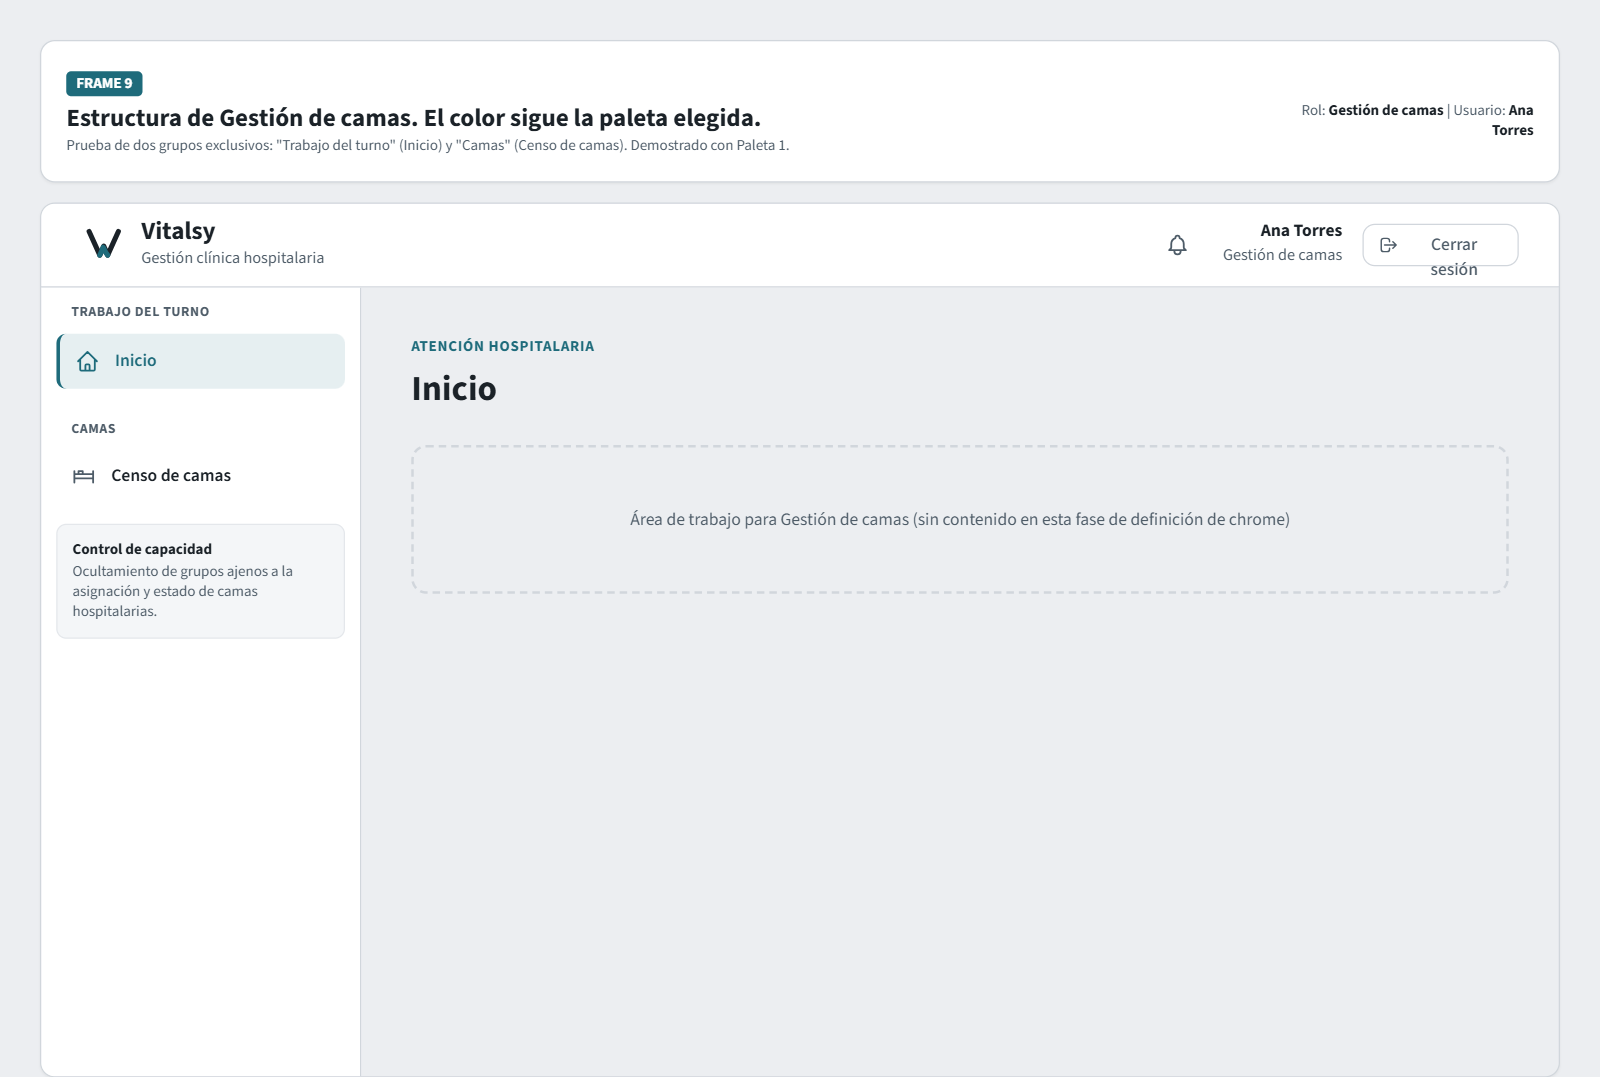 FRAME 9
Estructura de Gestión de camas. El color sigue la paleta elegida.
Prueba de dos grupos exclusivos: "Trabajo del turno" (Inicio) y "Camas" (Censo de camas). Demostrado con Paleta 1.
Rol: Gestión de camas | Usuario: Ana
Torres
Vitalsy
Gestión clínica hospitalaria
Ana Torres
Gestión de camas
Cerrar
sesión
TRABAJO DEL TURNO
Inicio
CAMAS
Censo de camas
Control de capacidad
Ocultamiento de grupos ajenos a la
asignación y estado de camas
hospitalarias.
ATENCIÓN HOSPITALARIA
Inicio
Área de trabajo para Gestión de camas (sin contenido en esta fase de definición de chrome)